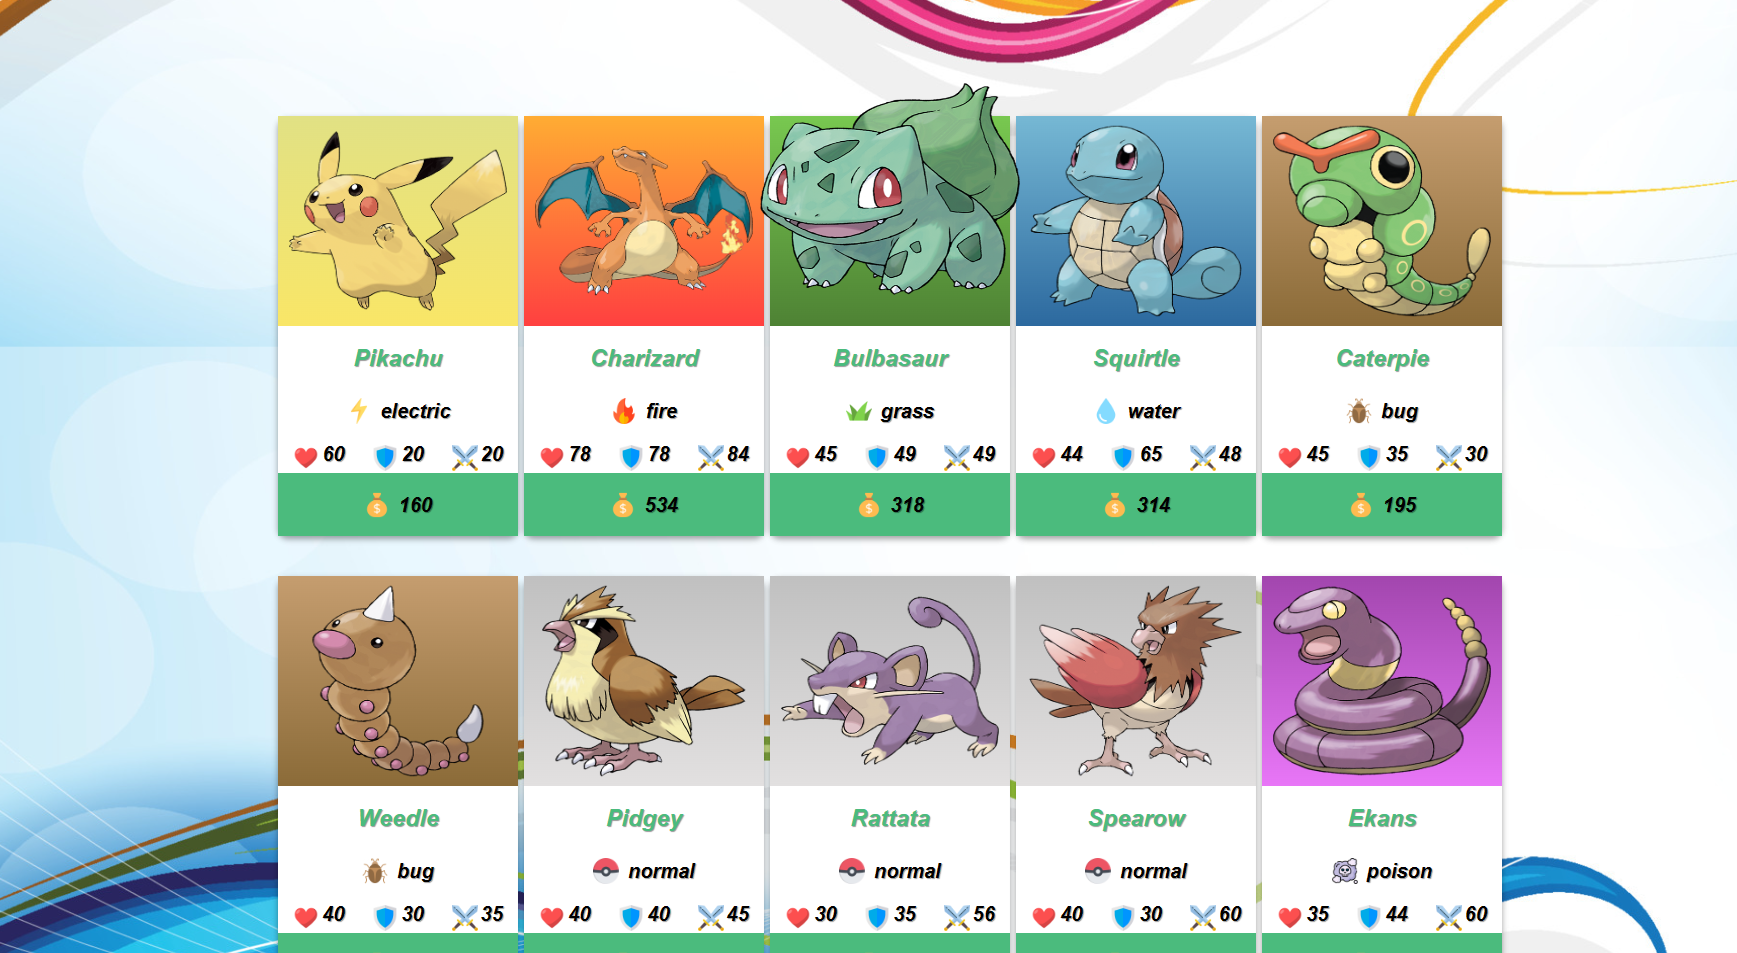 Pikachu Charizard Bulbasaur Squirtle Caterpie
electric fire grass water bug
60 20 20 78 78 84 45 49 49 44 65 48 45 35 30
160 534 318 314 195
Weedle Pidgey Rattata Spearow Ekans
bug normal normal normal poison
40 30 35 40 40 45 30 35 56 40 30 60 35 44 60